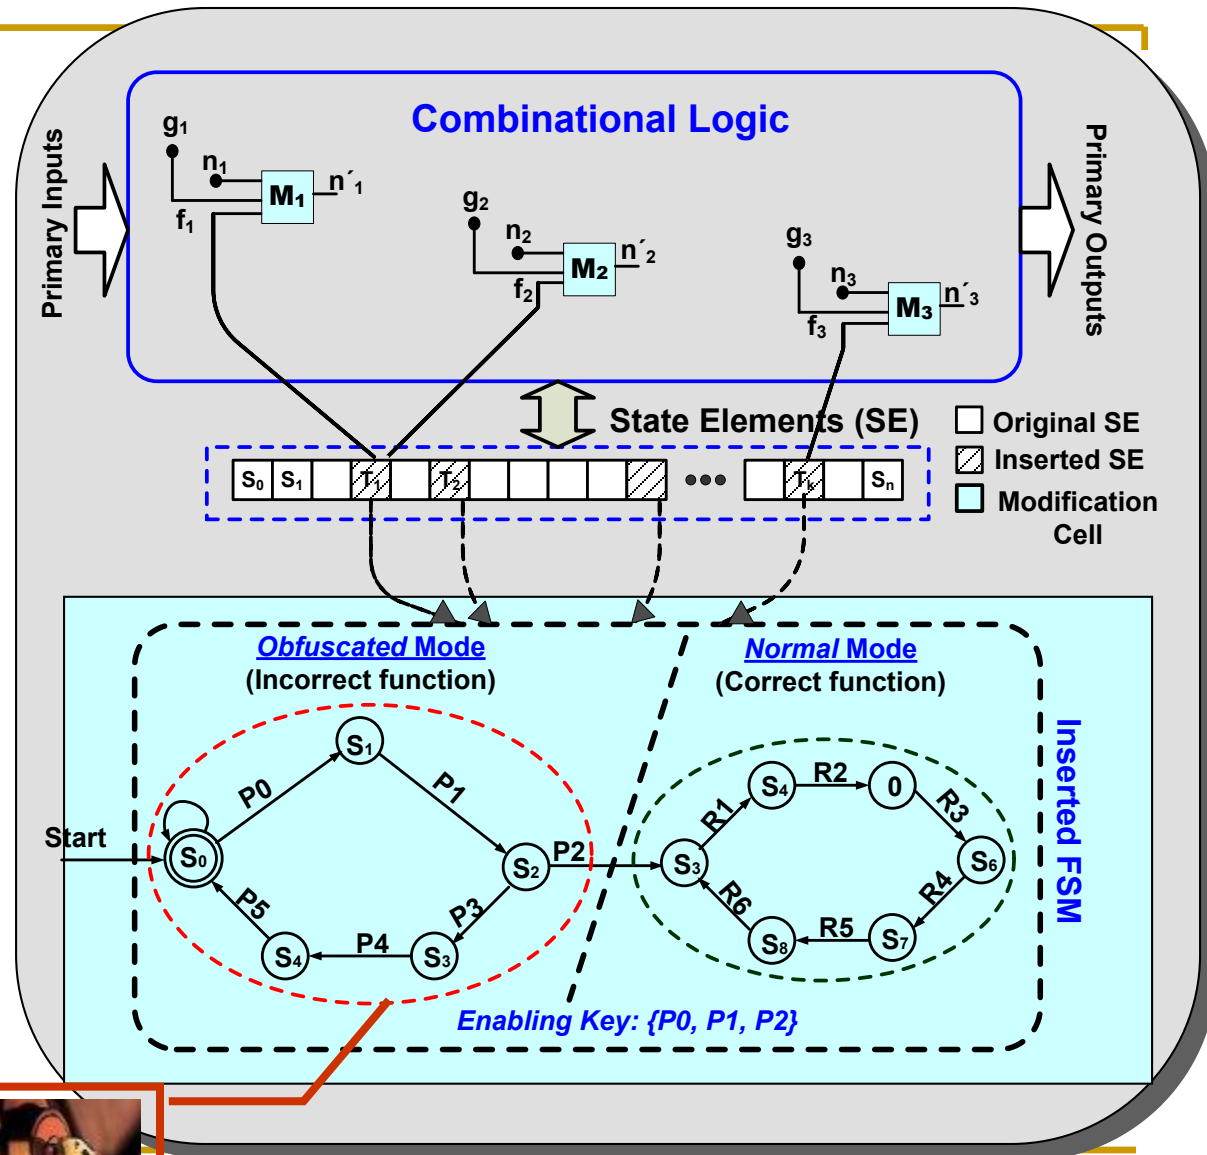 Combinational Logic
Primary Inputs
Primary Outputs
g1
n1
M1
n´1
f1
g2
n2
M2
n´2
f2
g3
n3
M3
n´3
f3
State Elements (SE)
Original SE
Inserted SE
Modification
Cell
S0 S1 T1 T2 ••• Tk Sn
Obfuscated Mode
(Incorrect function)
Normal Mode
(Correct function)
Inserted FSM
Start
S0
P0
S1
P1
S2
P2
P3
S3
P4
S4
P5
S3
R1
S4
R2
0
R3
S6
R4
S7
R5
S8
R6
Enabling Key: {P0, P1, P2}